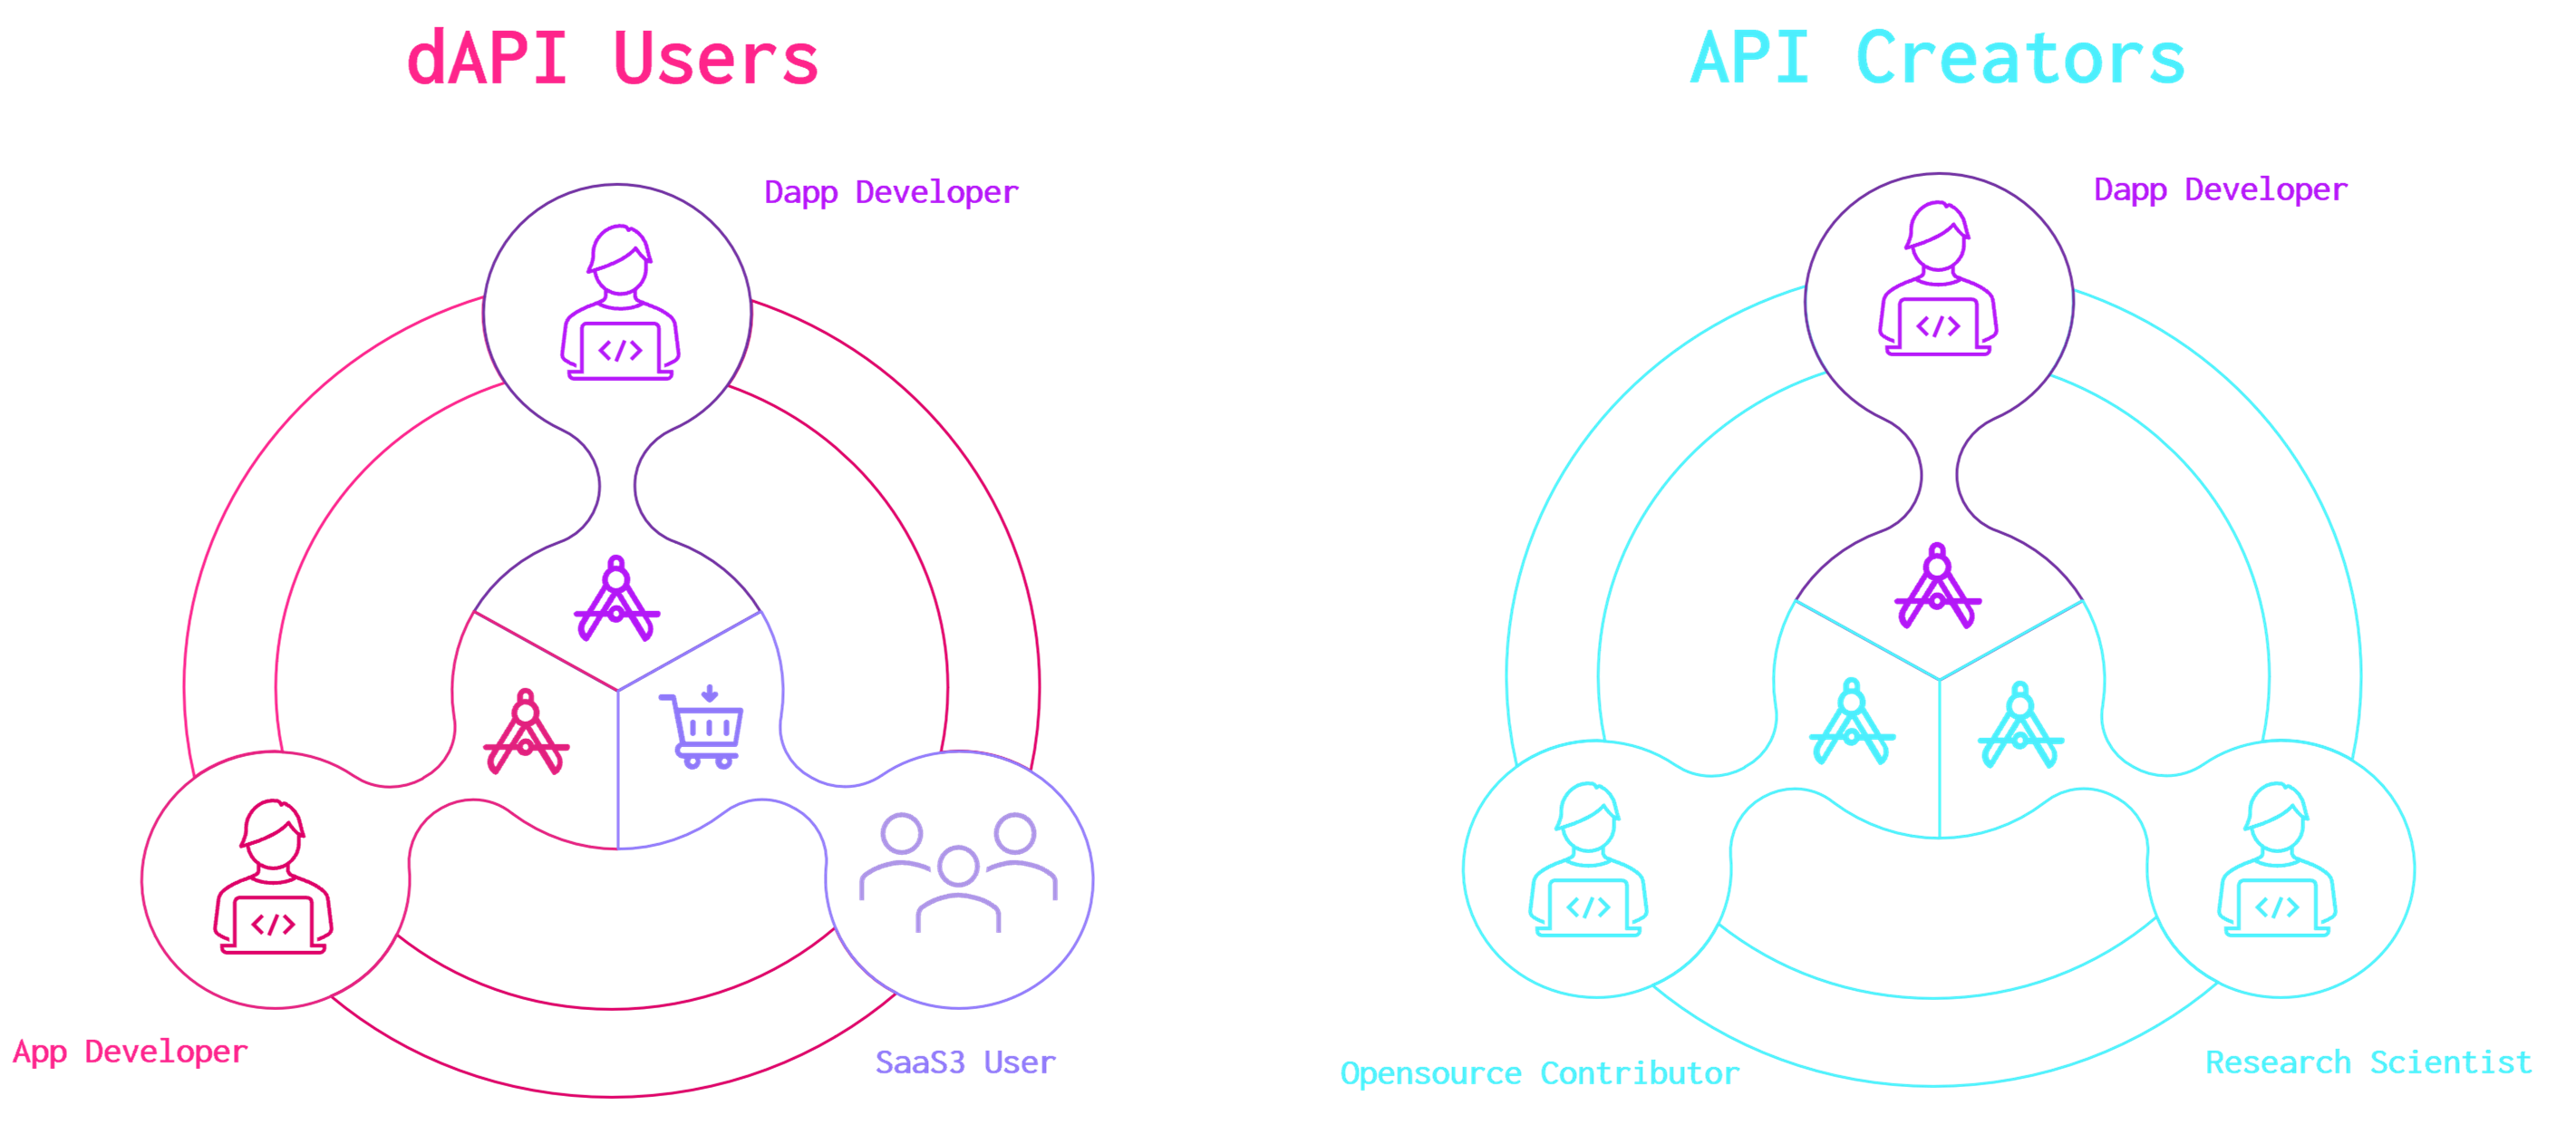 dAPI Users
Dapp Developer
</>
</>
App Developer
SaaS3 User
API Creators
Dapp Developer
</>
</>
</>
Opensource Contributor
Research Scientist